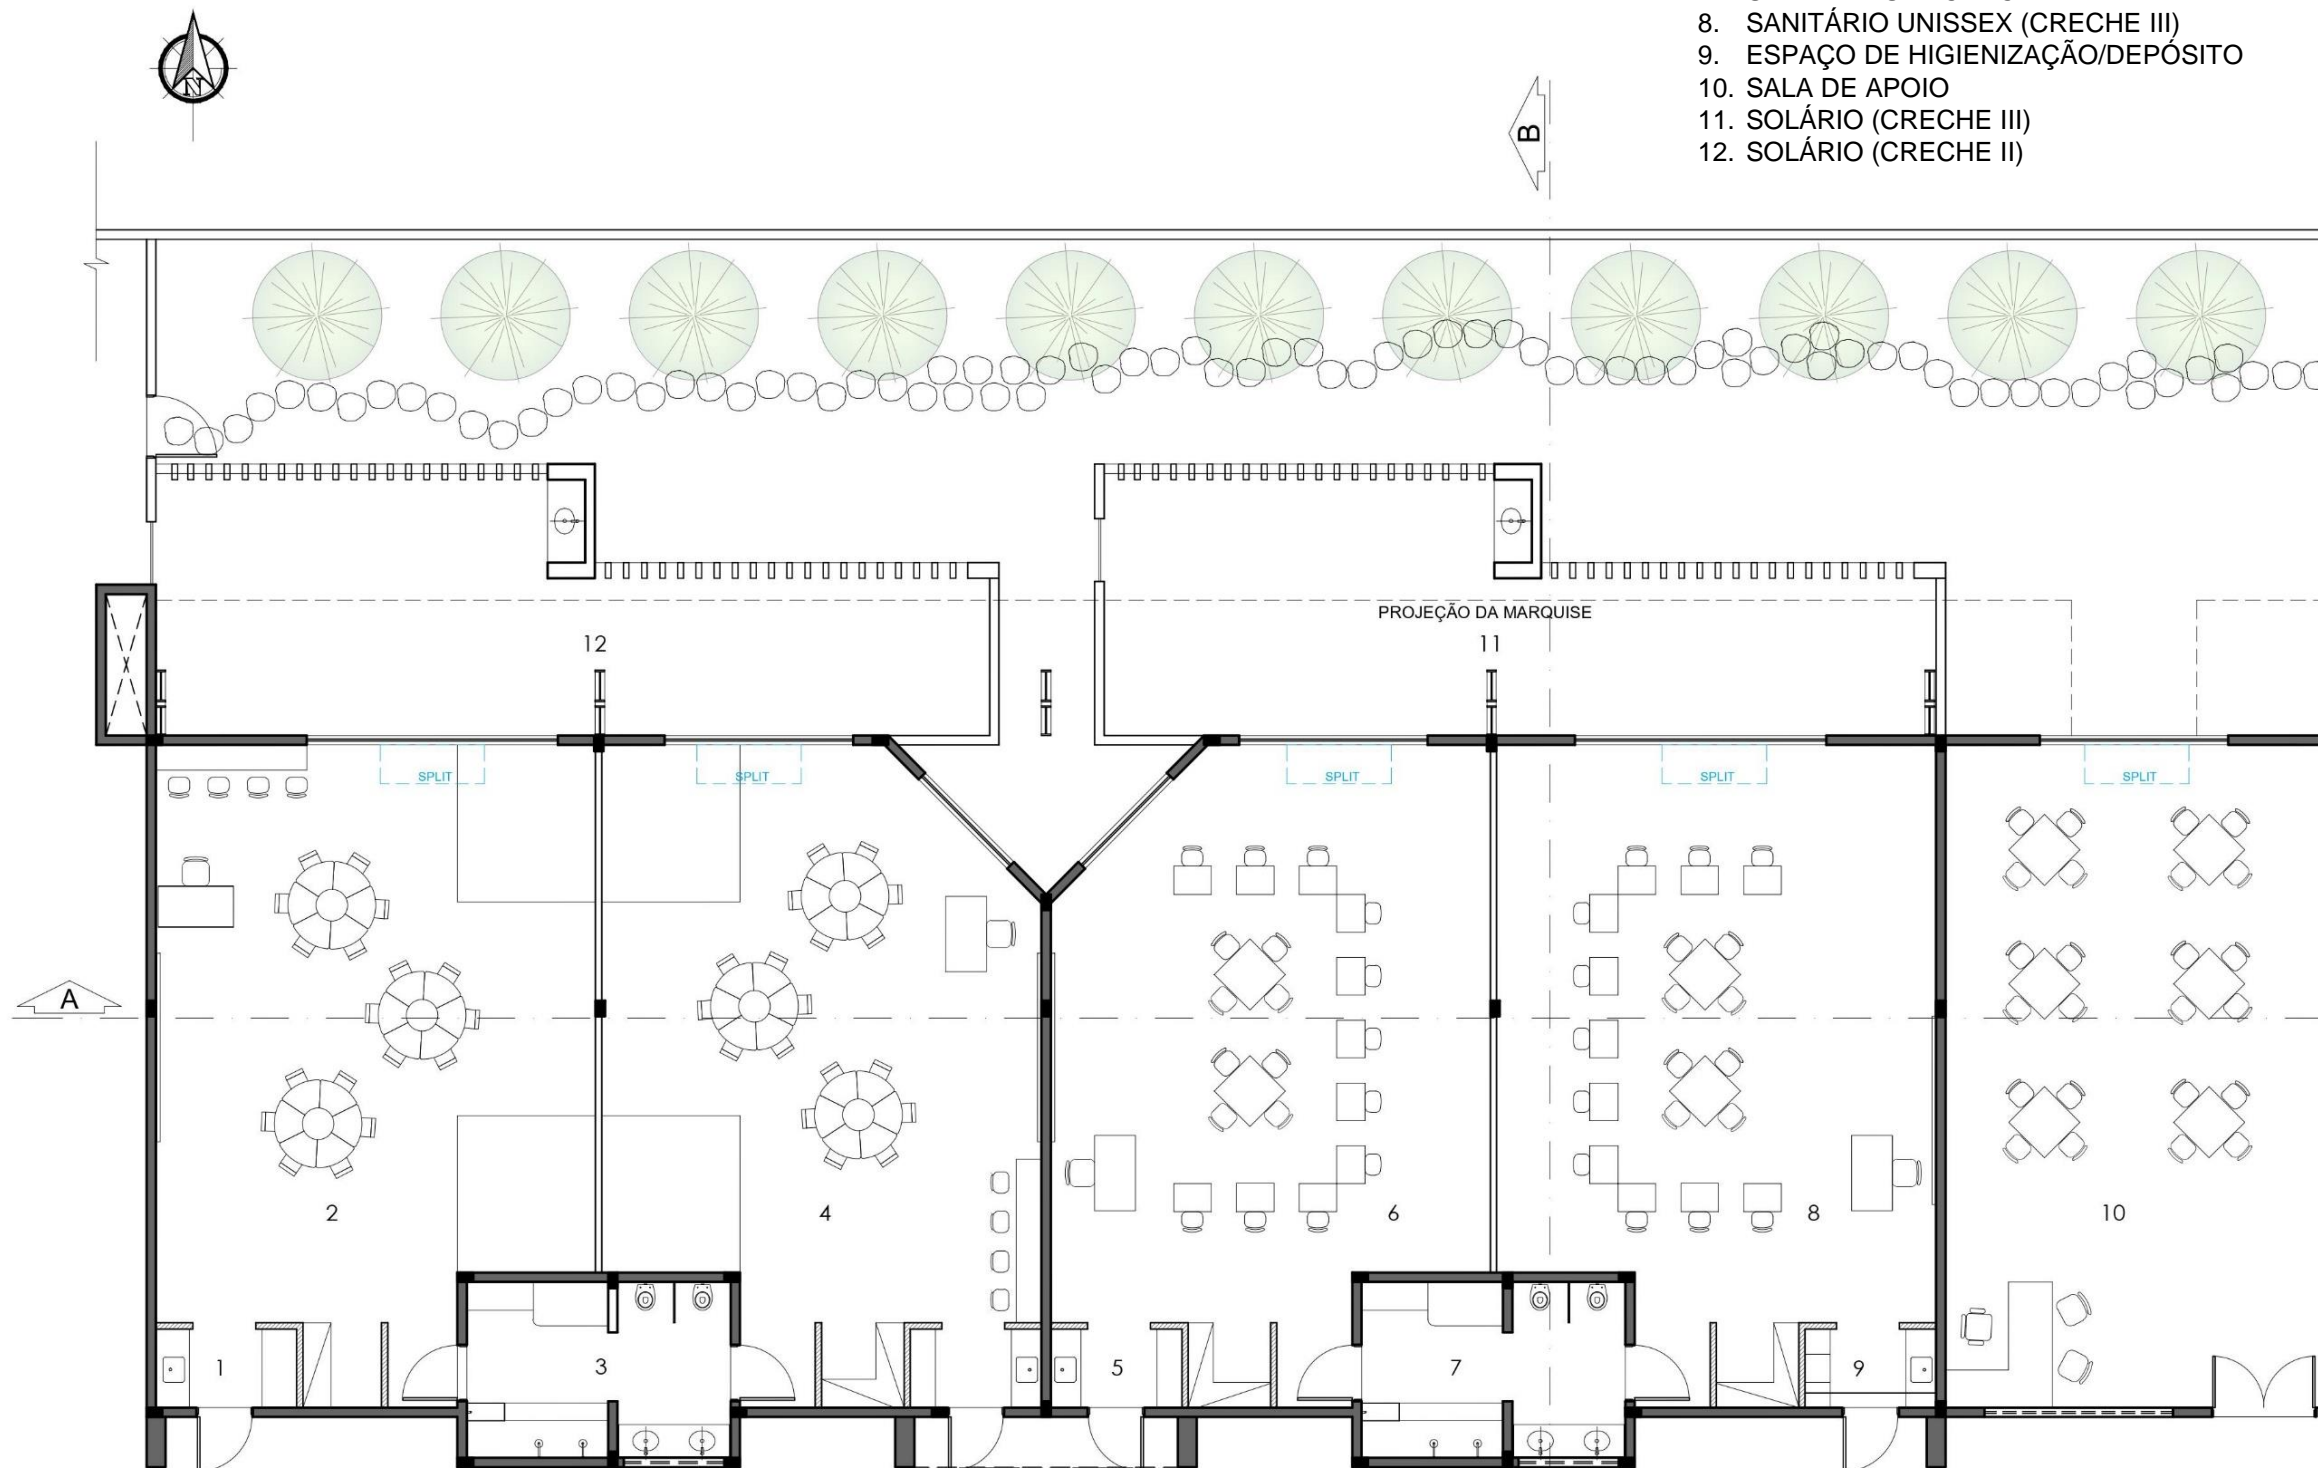 8. SANITÁRIO UNISSEX (CRECHE III)
9. ESPAÇO DE HIGIENIZAÇÃO/DEPÓSITO
10. SALA DE APOIO
11. SOLÁRIO (CRECHE III)
12. SOLÁRIO (CRECHE II)
N
B
PROJEÇÃO DA MARQUISE
12
11
SPLIT
SPLIT
SPLIT
SPLIT
SPLIT
A
2
4
6
8
10
1
3
5
7
9